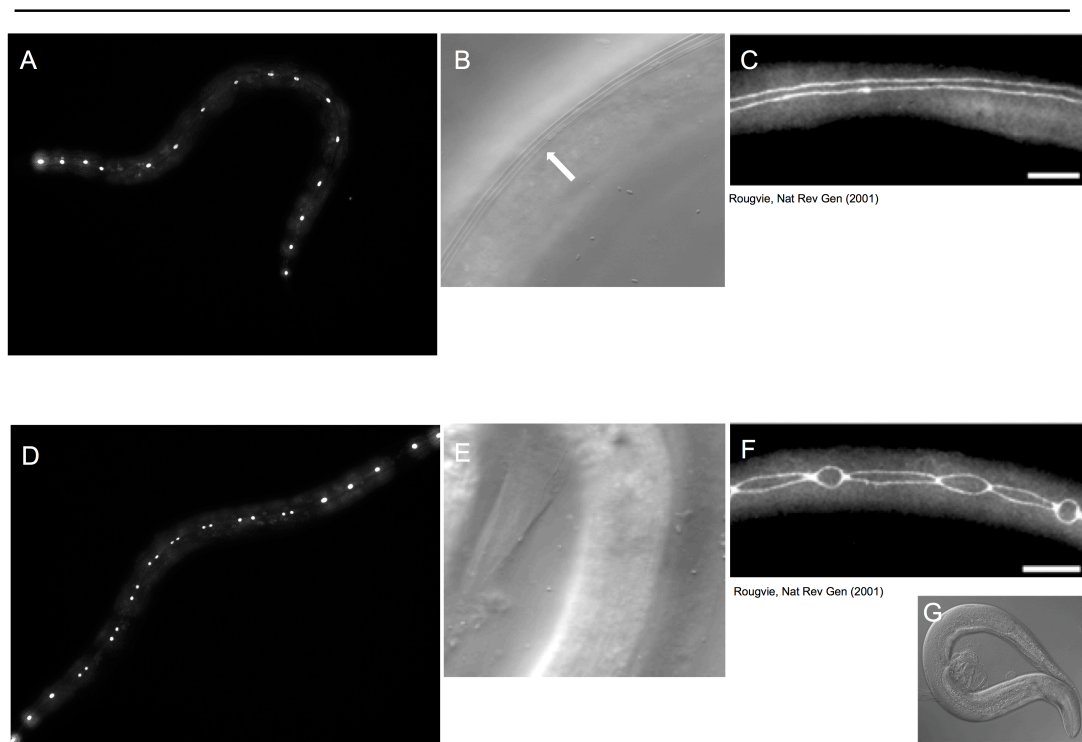 A
B
C
Rougvie, Nat Rev Gen (2001)
D
E
F
Rougvie, Nat Rev Gen (2001)
G